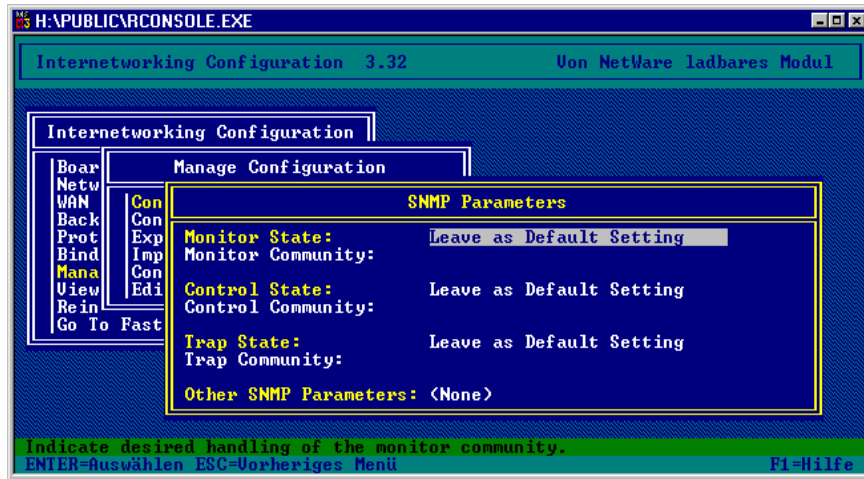 H:\PUBLIC\RCONSOLE.EXE
Internetworking Configuration 3.32 Von NetWare ladbares Modul
Internetworking Configuration
Manage Configuration
SNMP Parameters
Boar
Netw
WAN
Back
Prot
Bind
Mana
View
Rein
Go To Fast
Con
Con
Exp
Imp
Con
Edi
Monitor State: Leave as Default Setting
Monitor Community:
Control State: Leave as Default Setting
Control Community:
Trap State: Leave as Default Setting
Trap Community:
Other SNMP Parameters: (None)
Indicate desired handling of the monitor community.
ENTER=Auswählen ESC=Vorheriges Menü F1=Hilfe